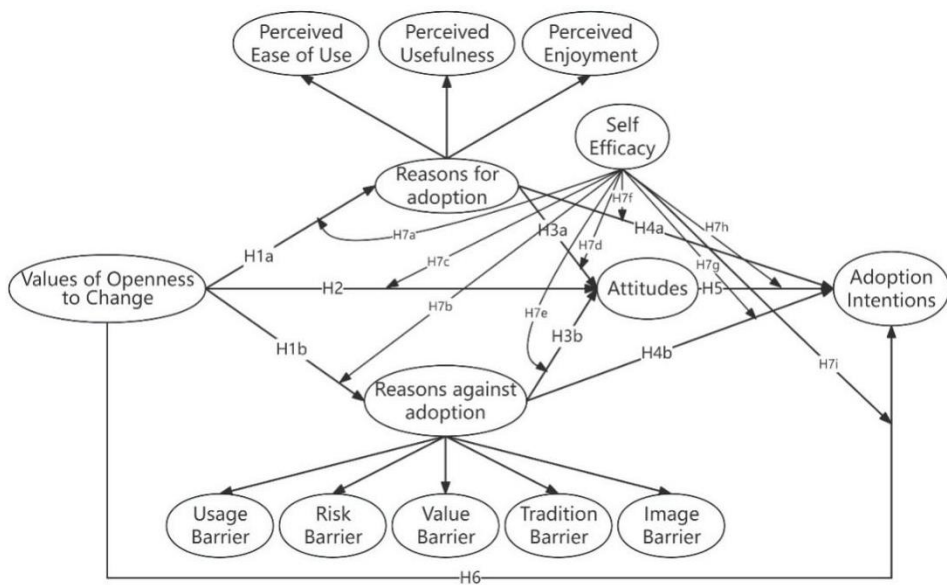 Perceived
Ease of Use
Perceived
Usefulness
Perceived
Enjoyment
Self
Efficacy
Reasons for
adoption
H7f
H7a
H3a
H7d
H4a
H7h
H1a
H7c
H7g
Values of Openness
to Change
H2
Attitudes
H5
Adoption
Intentions
H7b
H7e
H3b
H1b
H4b
H7i
Reasons against
adoption
Usage
Barrier
Risk
Barrier
Value
Barrier
Tradition
Barrier
Image
Barrier
H6